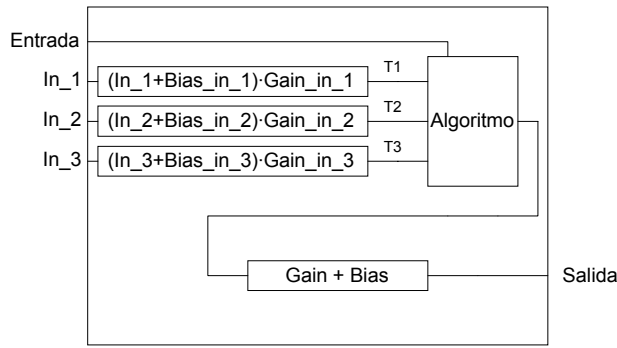 Entrada
In_1
(In_1+Bias_in_1)·Gain_in_1
T1
In_2
(In_2+Bias_in_2)·Gain_in_2
T2
Algoritmo
In_3
(In_3+Bias_in_3)·Gain_in_3
T3
Gain + Bias
Salida